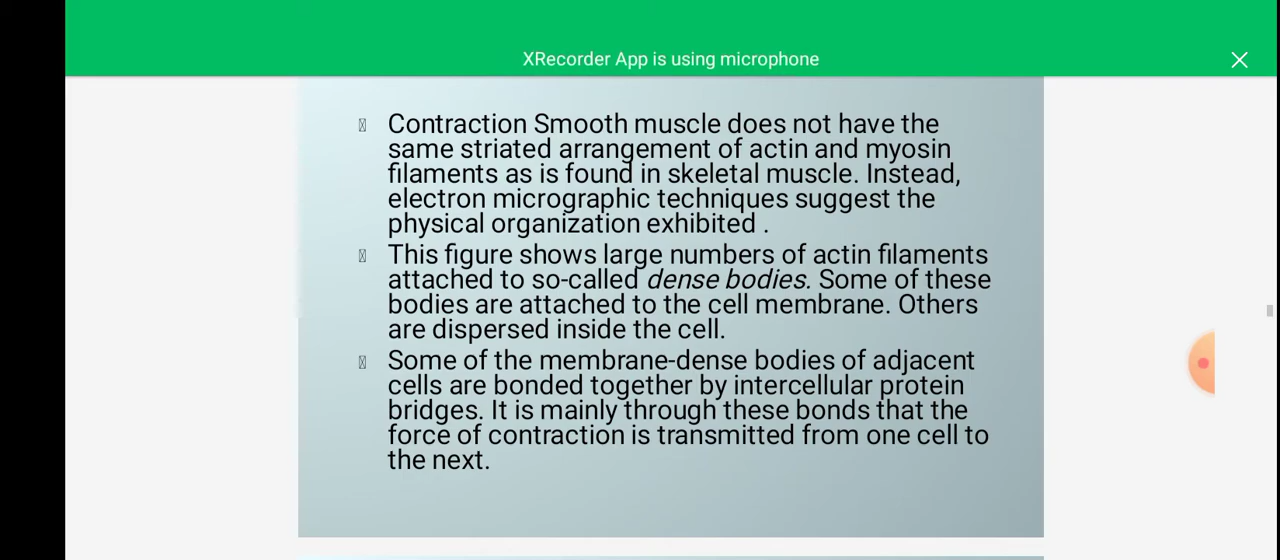 XRecorder App is using microphone
Contraction Smooth muscle does not have the
same striated arrangement of actin and myosin
filaments as is found in skeletal muscle. Instead,
electron micrographic techniques suggest the
physical organization exhibited .
This figure shows large numbers of actin filaments
attached to so-called dense bodies. Some of these
bodies are attached to the cell membrane. Others
are dispersed inside the cell.
Some of the membrane-dense bodies of adjacent
cells are bonded together by intercellular protein
bridges. It is mainly through these bonds that the
force of contraction is transmitted from one cell to
the next.